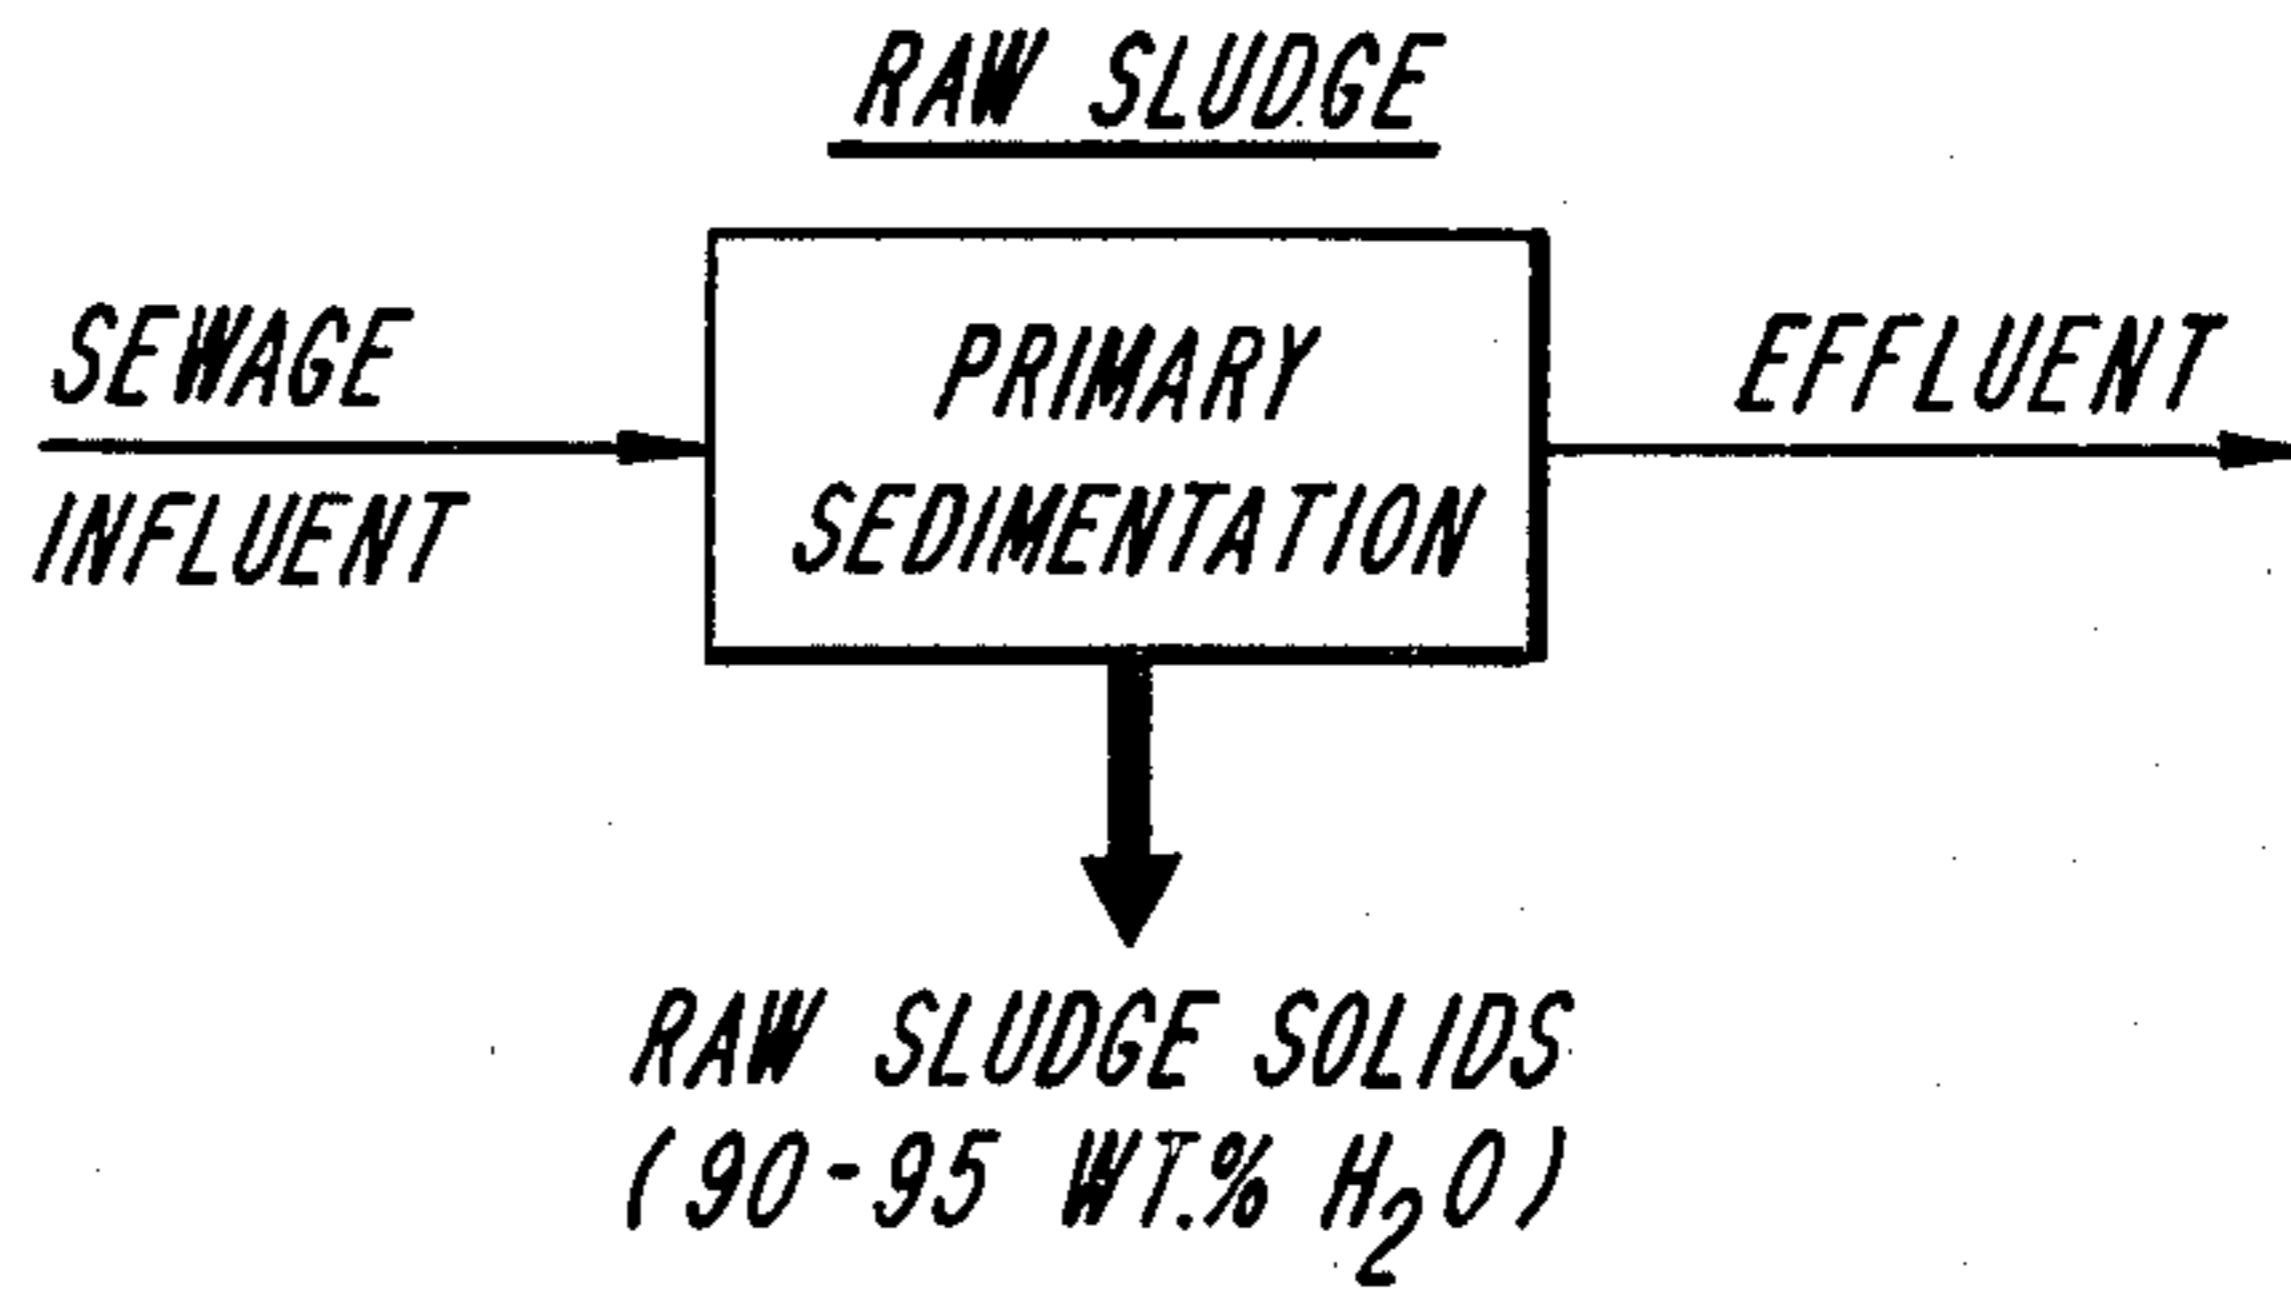 RAW SLUDGE
SEWAGE
INFLUENT
PRIMARY
SEDIMENTATION
EFFLUENT
RAW SLUDGE SOLIDS
(90-95 WT.% H₂O)